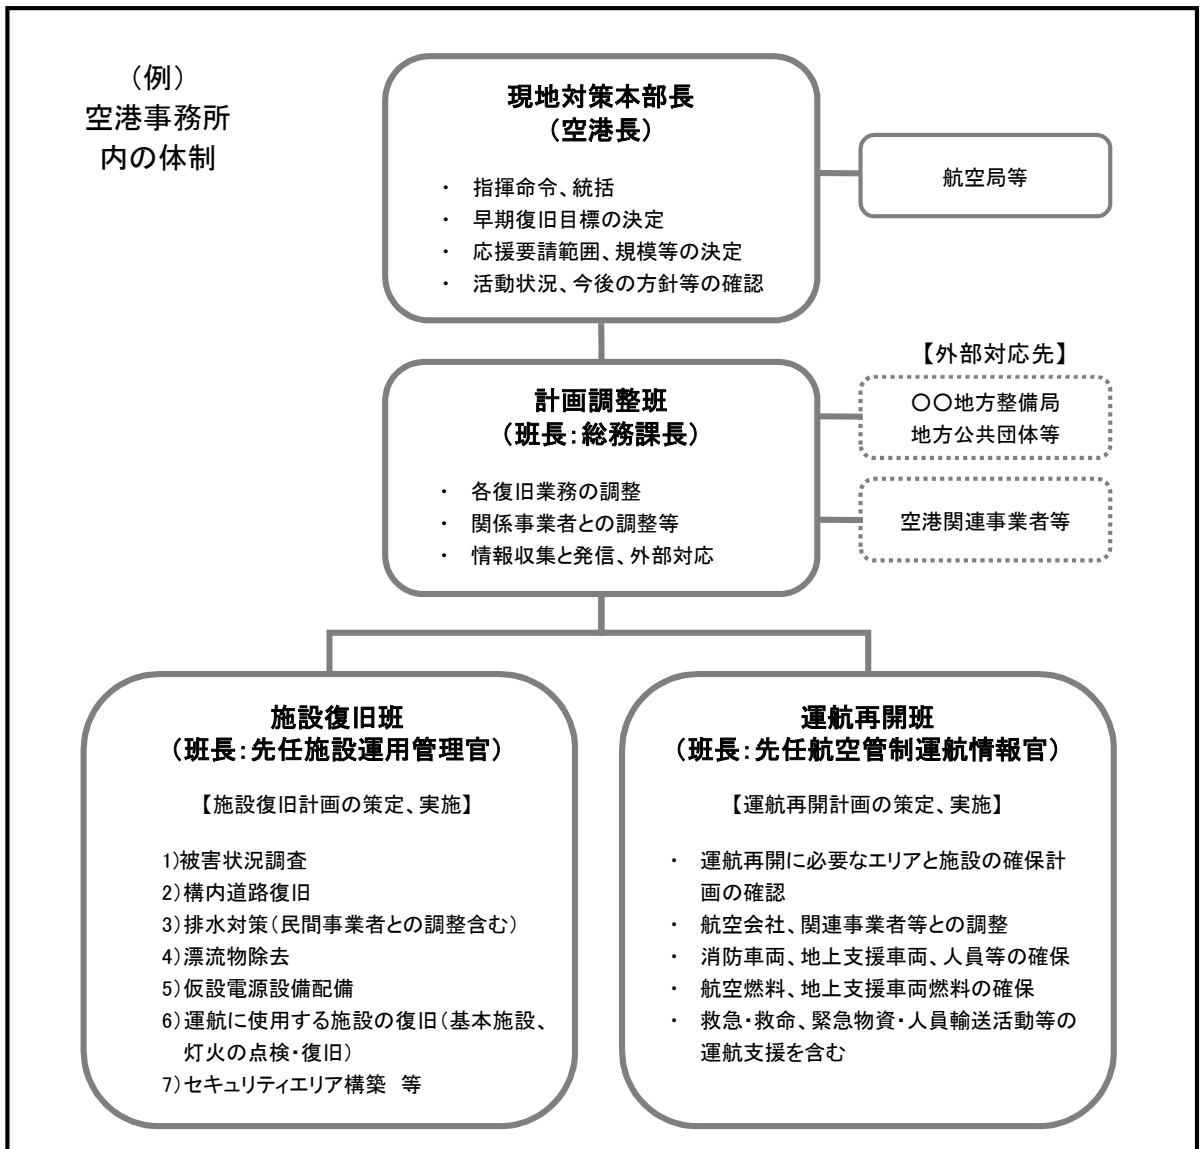 （例）
空港事務所
内の体制
現地対策本部長
（空港長）
・ 指揮命令、統括
・ 早期復旧目標の決定
・ 応援要請範囲、規模等の決定
・ 活動状況、今後の方針等の確認
航空局等
計画調整班
（班長：総務課長）
・ 各復旧業務の調整
・ 関係事業者との調整等
・ 情報収集と発信、外部対応
【外部対応先】
〇〇地方整備局
地方公共団体等
空港関連事業者等
施設復旧班
（班長：先任施設運用管理官）
【施設復旧計画の策定、実施】
1)被害状況調査
2)構内道路復旧
3)排水対策（民間事業者との調整含む）
4)漂流物除去
5)仮設電源設備配備
6)運航に使用する施設の復旧（基本施設、
灯火の点検・復旧）
7)セキュリティエリア構築 等
運航再開班
（班長：先任航空管制運航情報官）
【運航再開計画の策定、実施】
・ 運航再開に必要なエリアと施設の確保計
画の確認
・ 航空会社、関連事業者等との調整
・ 消防車両、地上支援車両、人員等の確保
・ 航空燃料、地上支援車両燃料の確保
・ 救急・救命、緊急物資・人員輸送活動等の
運航支援を含む